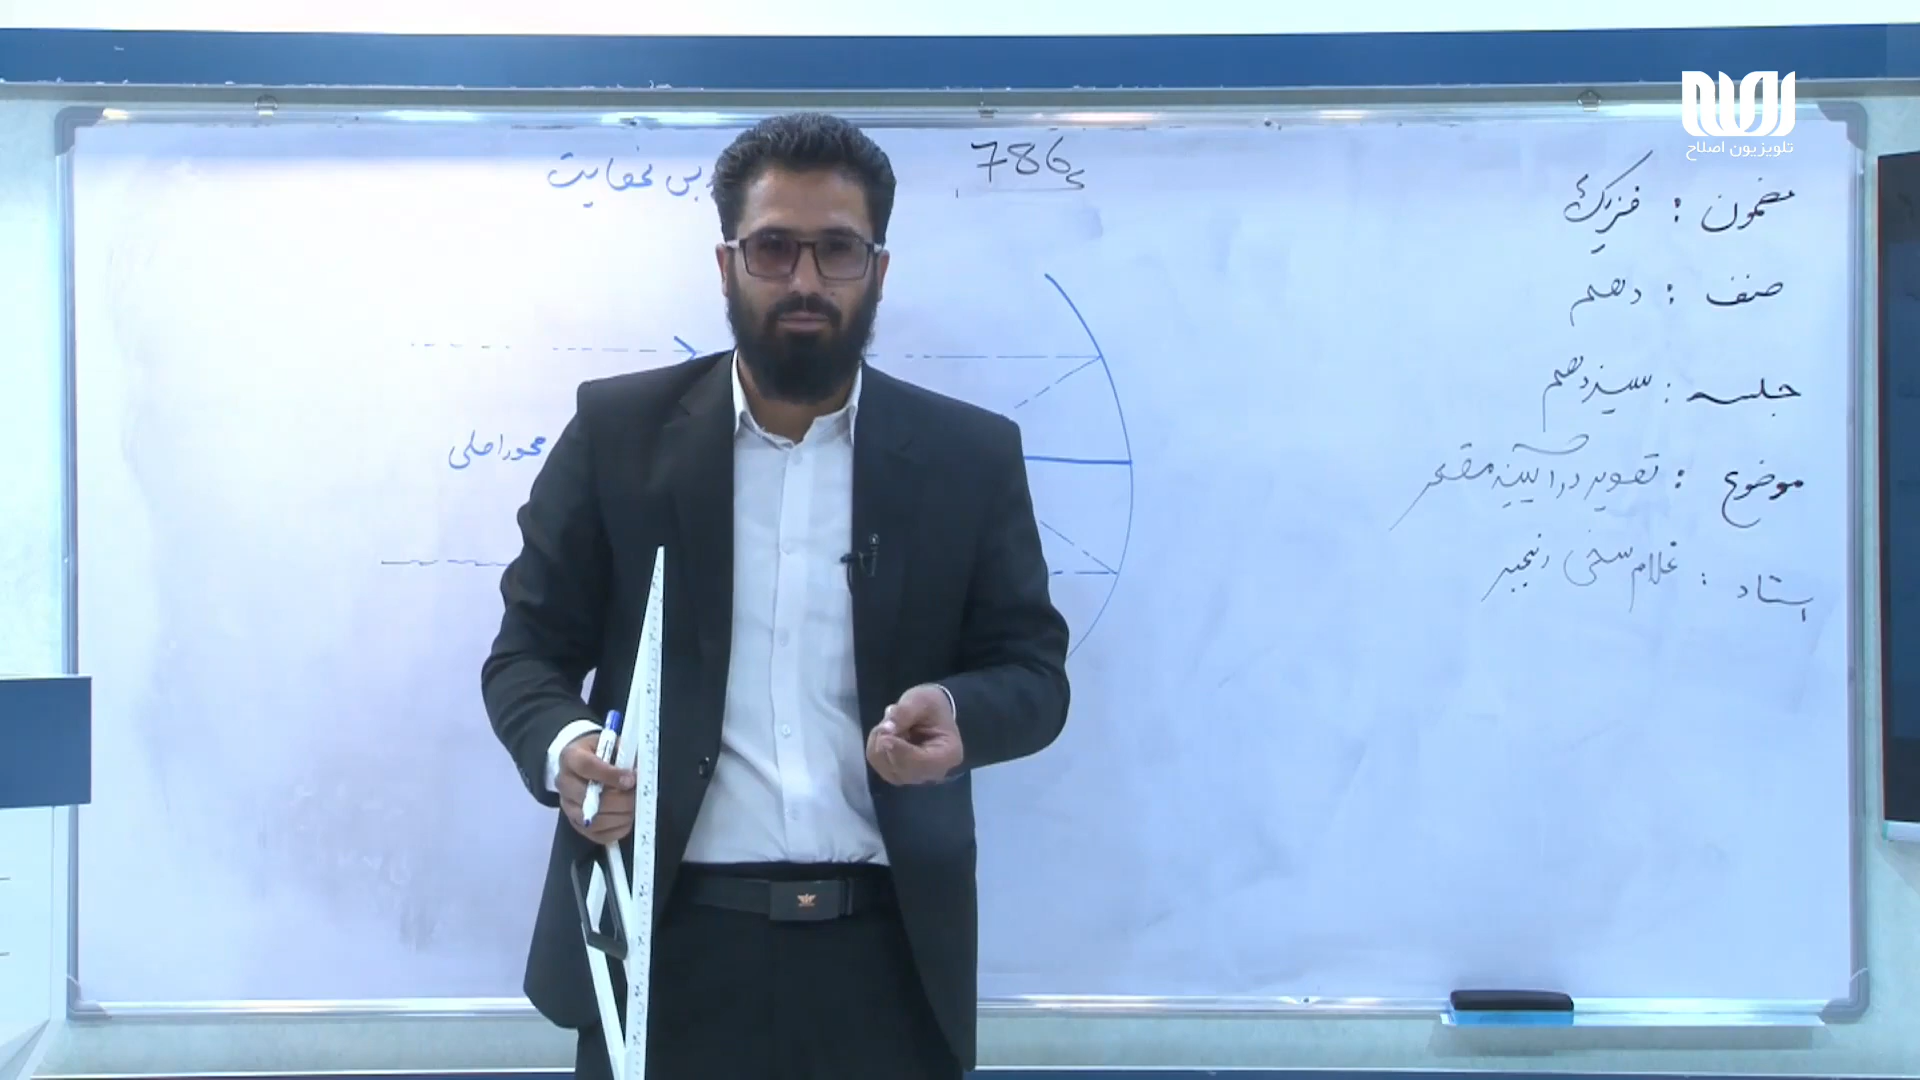 اصلاح
تلویزیون اصلاح
786
بی نهایت
مضمون : فزیک
صنف : دهم
جلسه : سیزدهم
موضوع : تصویر در آیینه مقعر
استاد : غلام سخی رنجبر
محور اصلی